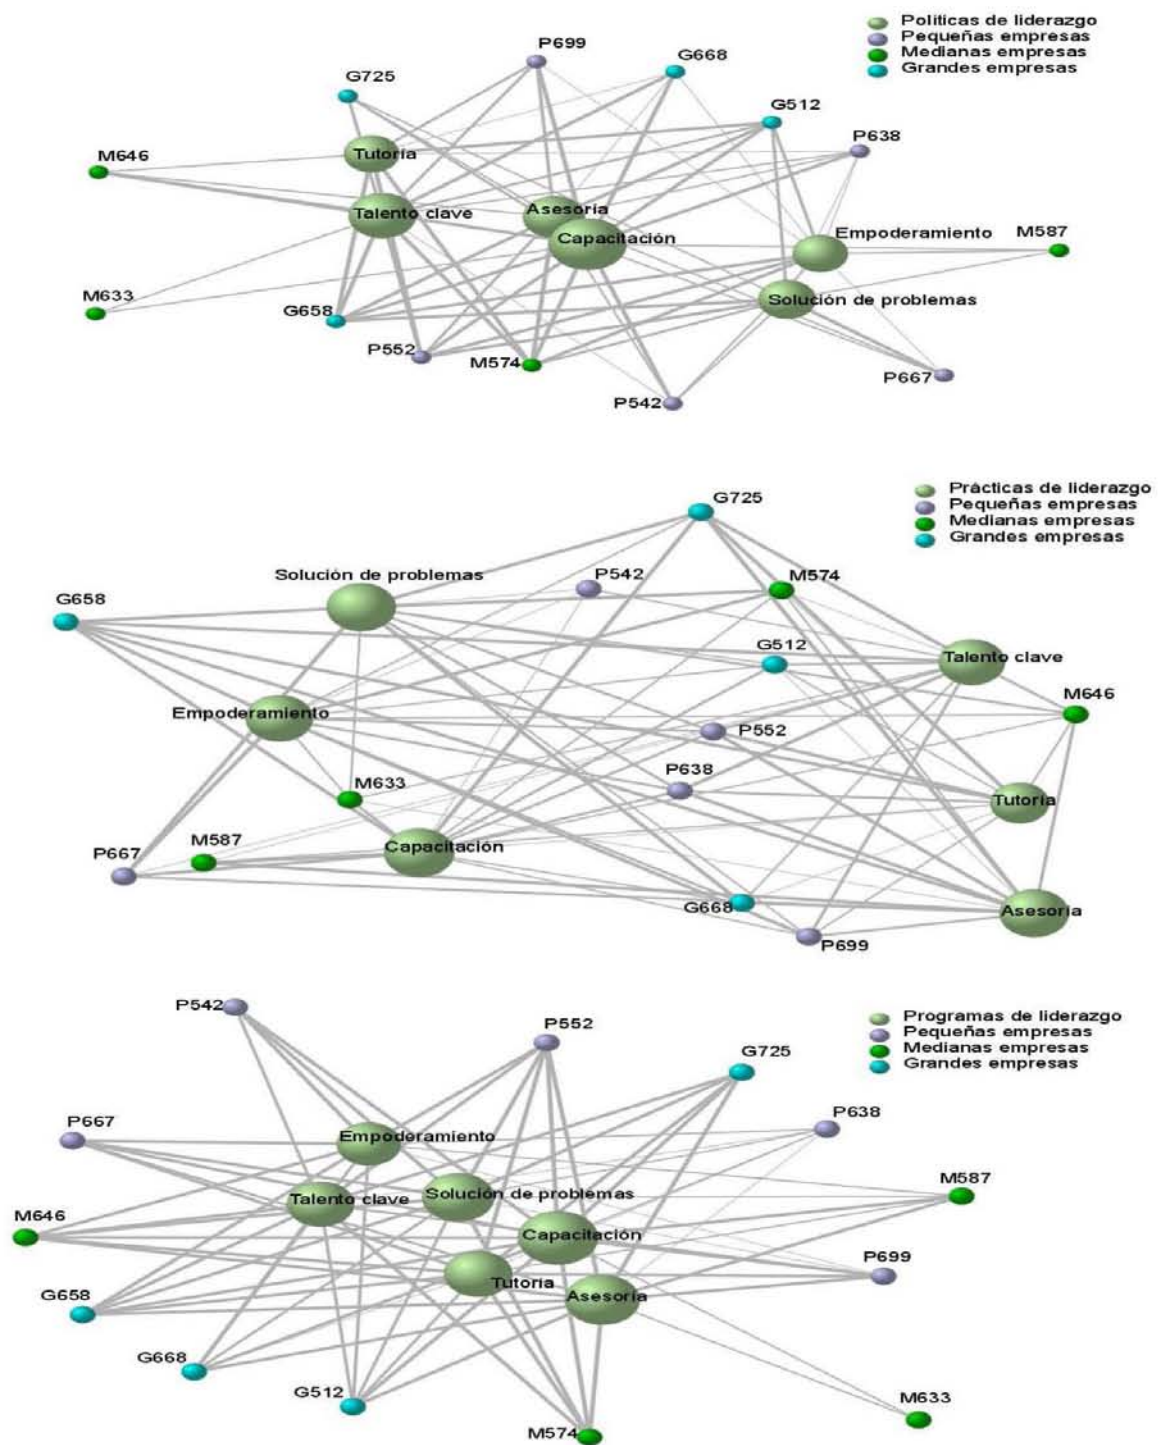 Políticas de liderazgo
Pequeñas empresas
Medianas empresas
Grandes empresas
P699
G668
G725
G512
P638
M646
Tutoría
Talento clave
Asesoría
Capacitación
Empoderamiento
M587
M633
G658
Solución de problemas
P552
M574
P667
P542
Prácticas de liderazgo
Pequeñas empresas
Medianas empresas
Grandes empresas
G725
Solución de problemas
P542
M574
G658
G512
Talento clave
M646
Empoderamiento
P552
P638
M633
Tutoría
M587
Capacitación
P667
G668
Asesoría
P699
Programas de liderazgo
Pequeñas empresas
Medianas empresas
Grandes empresas
P542
P552
G725
P667
P638
Empoderamiento
M587
Talento clave
Solución de problemas
M646
Capacitación
P699
Tutoría
G658
Asesoría
G668
G512
M633
M574